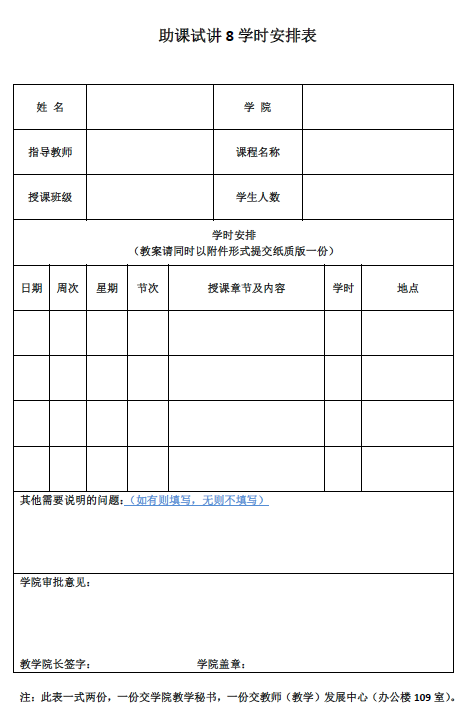 助课试讲 8 学时安排表
姓 名 学 院
指导教师 课程名称
授课班级 学生人数
学时安排
（教案请同时以附件形式提交纸质版一份）
日期 周次 星期 节次 授课章节及内容 学时 地点
其他需要说明的问题：（如有则填写，无则不填写）
学院审批意见：
教学院长签字： 学院盖章：
注：此表一式两份，一份交学院教学秘书，一份交教师（教学）发展中心（办公楼 109 室）。